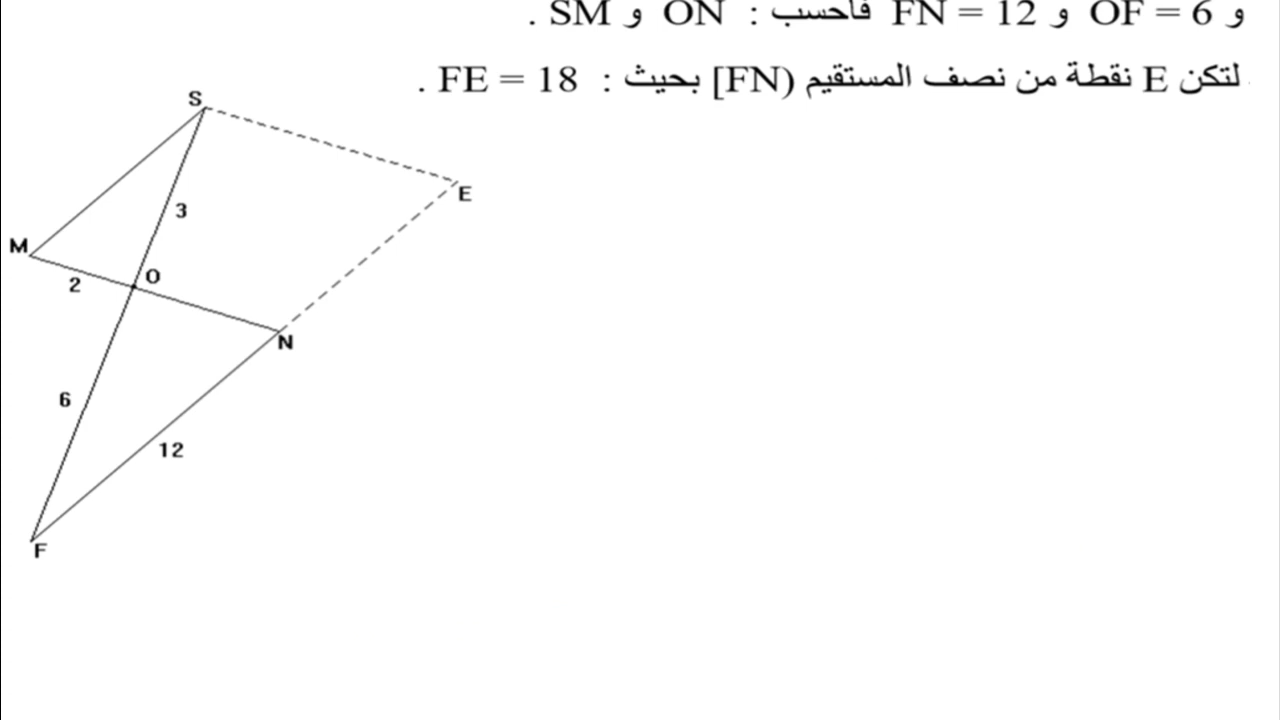 و OF = 6 و FN = 12 فاحسب : ON و SM .
لتكن E نقطة من نصف المستقيم [FN) بحيث : FE = 18 .
S
E
3
M
O
2
N
6
12
F